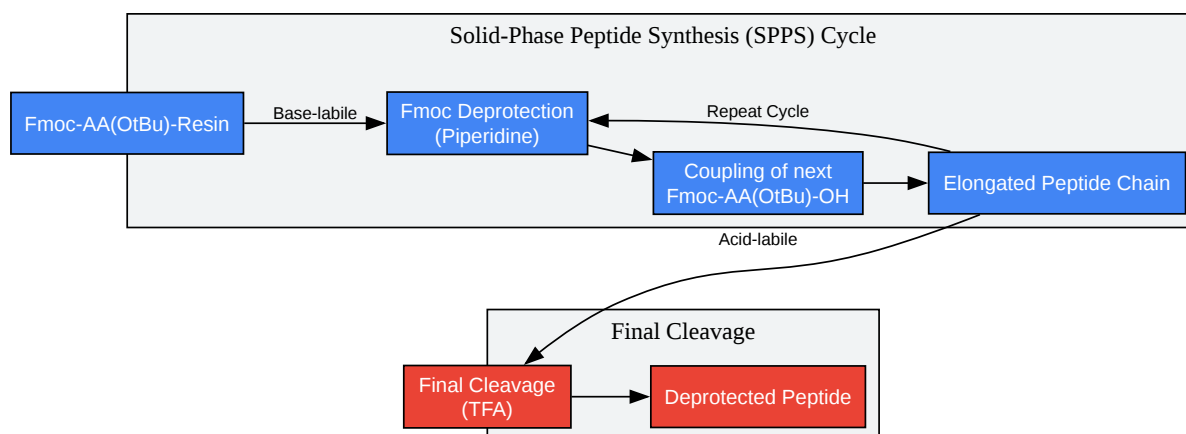 Solid-Phase Peptide Synthesis (SPPS) Cycle
Fmoc-AA(OtBu)-Resin
Base-labile
Fmoc Deprotection
(Piperidine)
Repeat Cycle
Coupling of next
Fmoc-AA(OtBu)-OH
Elongated Peptide Chain
Acid-labile
Final Cleavage
Final Cleavage
(TFA)
Deprotected Peptide